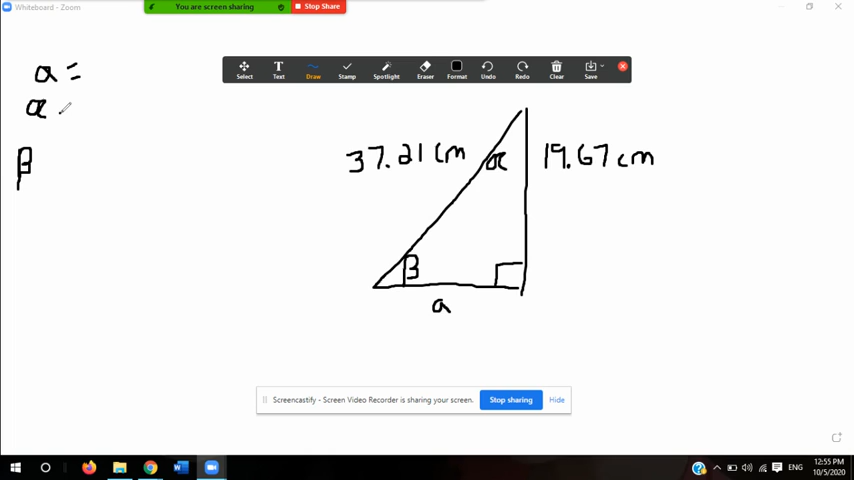 Whiteboard - Zoom
You are screen sharing
Stop Share
Select
Text
Draw
Stamp
Spotlight
Eraser
Format
Undo
Redo
Clear
Save
a =
α
β
37.21 cm
α
19.67 cm
β
a
Screencastify - Screen Video Recorder is sharing your screen.
Stop sharing
Hide
ENG
12:55 PM
10/5/2020